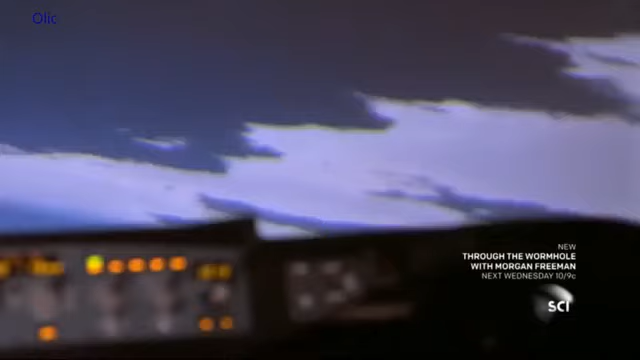 Olic
NEW
THROUGH THE WORMHOLE
WITH MORGAN FREEMAN
NEXT WEDNESDAY 10/9c
SCI